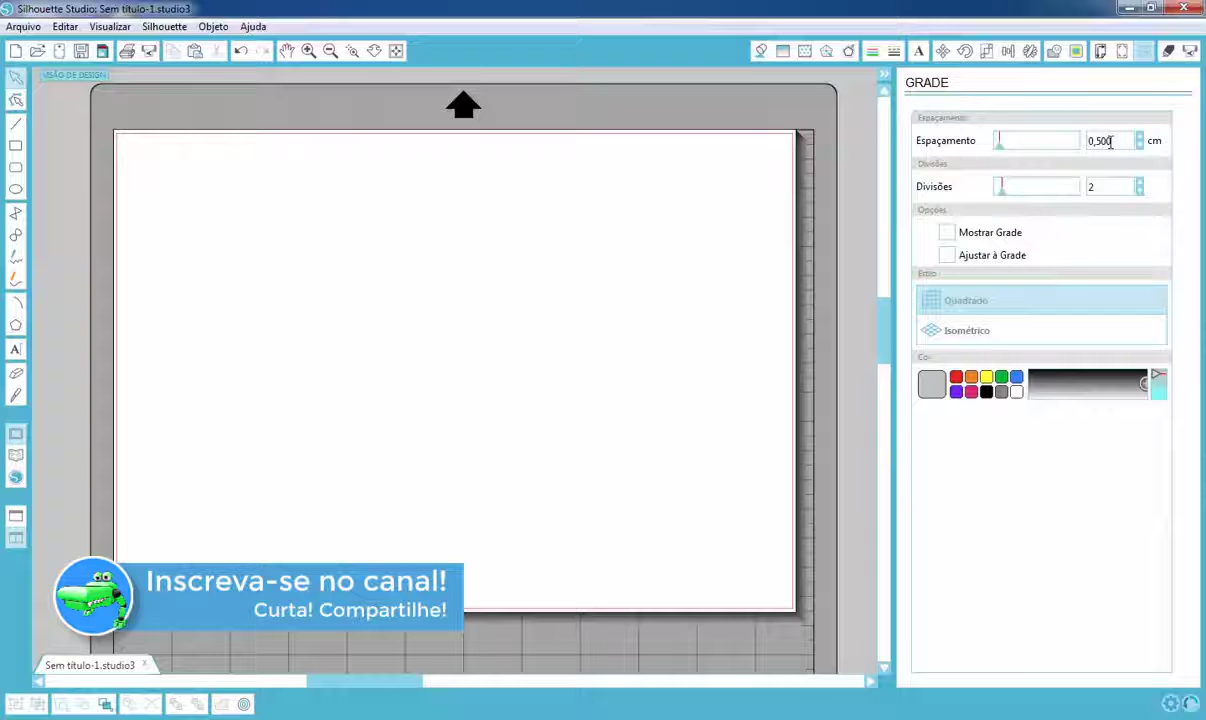 Silhouette Studio: Sem título-1.studio3
Arquivo Editar Visualizar Silhouette Objeto Ajuda
VISÃO DE DESIGN
GRADE
Espaçamento
Espaçamento 0,500 cm
Divisões
Divisões 2
Opções
Mostrar Grade
Ajustar à Grade
Estilo
Quadrado
Isométrico
Inscreva-se no canal!
Curta! Compartilhe!
Sem título-1.studio3